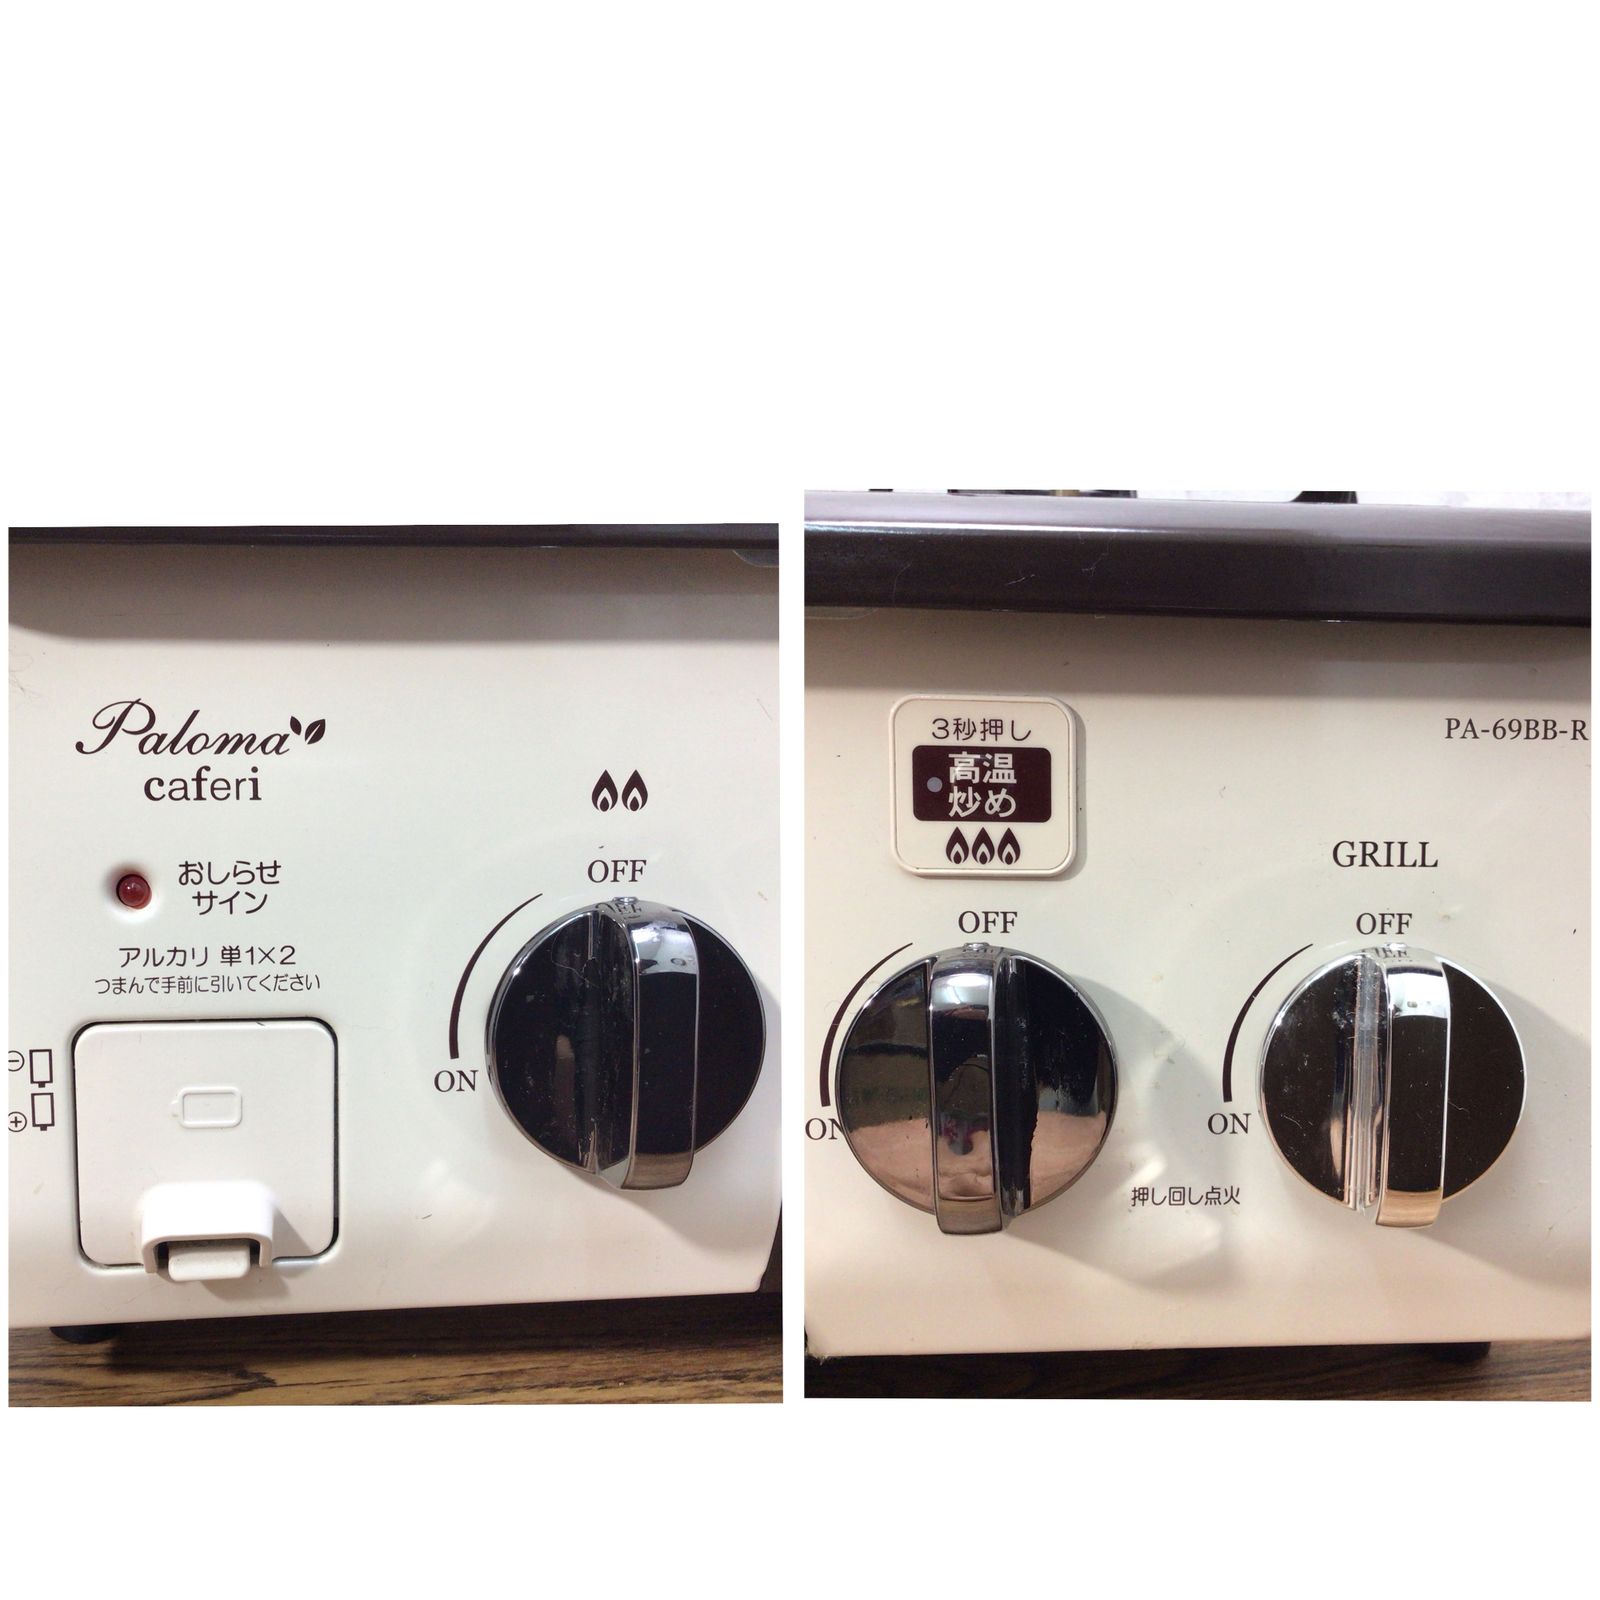 Paloma
caferi
おしらせ
サイン
アルカリ 単1×2
つまんで手前に引いてください
OFF
ON
3秒押し
高温
炒め
PA-69BB-R
GRILL
OFF
OFF
ON
ON
押し回し点火